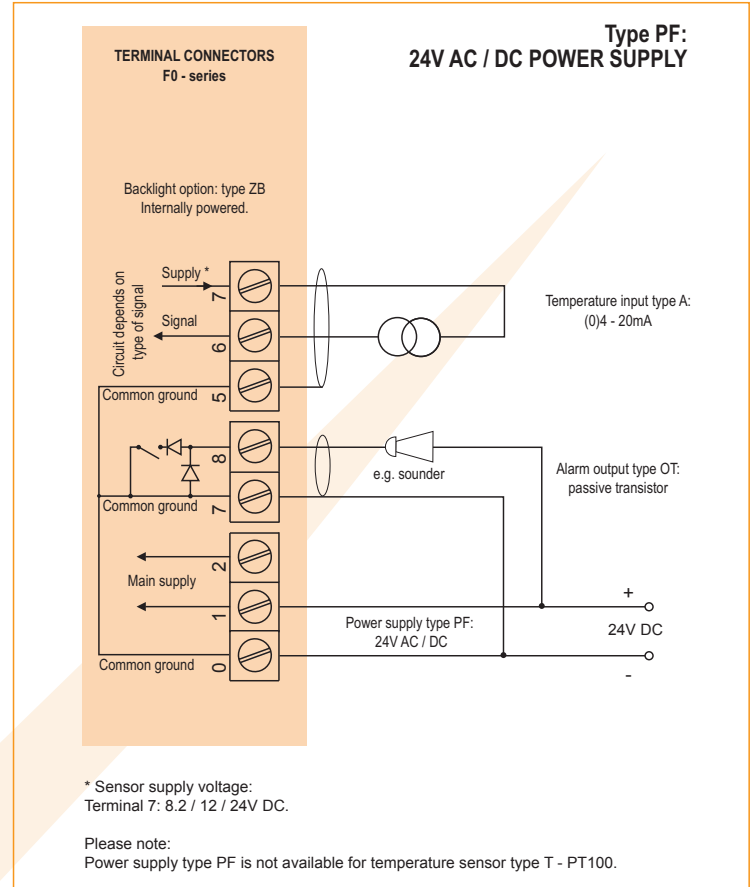 Type PF:
24V AC / DC POWER SUPPLY
TERMINAL CONNECTORS
F0 - series
Backlight option: type ZB
Internally powered.
Circuit depends on
type of signal
Supply *
7
Signal
6
Common ground
5
Temperature input type A:
(0)4 - 20mA
8
e.g. sounder
Alarm output type OT:
passive transistor
Common ground
7
2
Main supply
1
Power supply type PF:
24V AC / DC
+
24V DC
-
Common ground
0
* Sensor supply voltage:
Terminal 7: 8.2 / 12 / 24V DC.
Please note:
Power supply type PF is not available for temperature sensor type T - PT100.